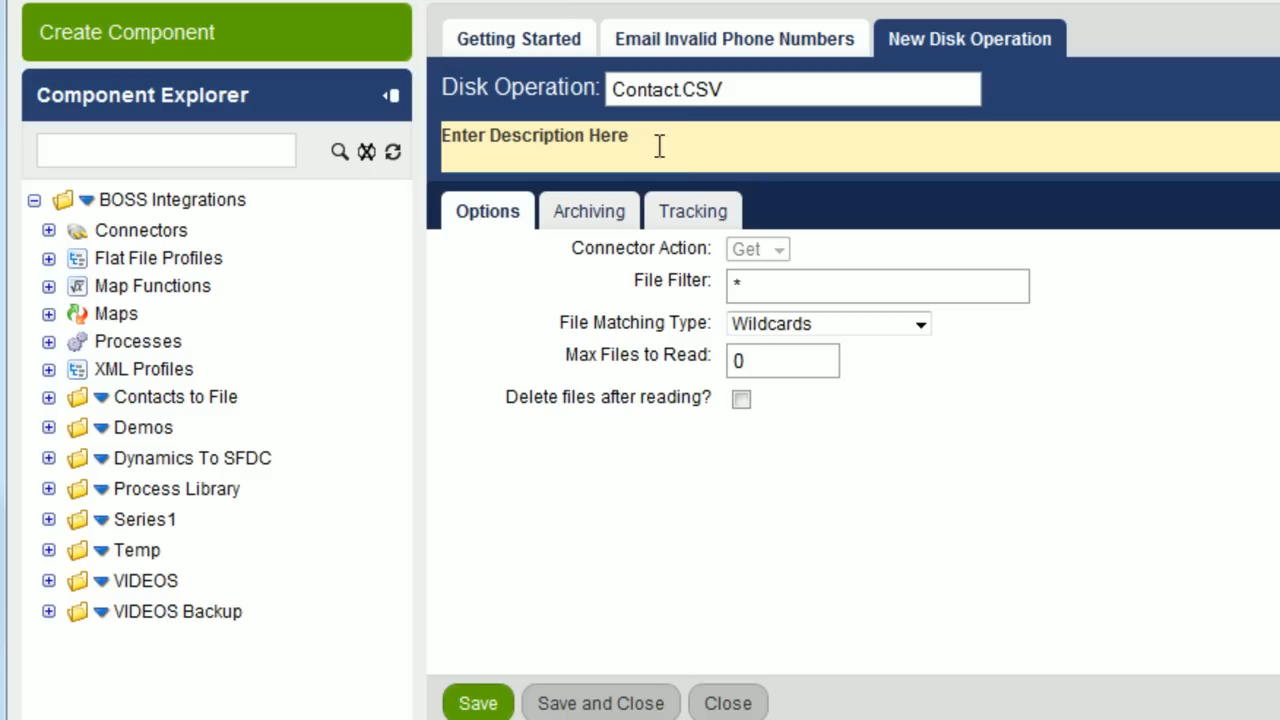 Create Component
Component Explorer
BOSS Integrations
Connectors
Flat File Profiles
Map Functions
Maps
Processes
XML Profiles
Contacts to File
Demos
Dynamics To SFDC
Process Library
Series1
Temp
VIDEOS
VIDEOS Backup
Getting Started Email Invalid Phone Numbers New Disk Operation
Disk Operation: Contact.CSV
Enter Description Here
Options Archiving Tracking
Connector Action: Get
File Filter: *
File Matching Type: Wildcards
Max Files to Read: 0
Delete files after reading?
Save Save and Close Close